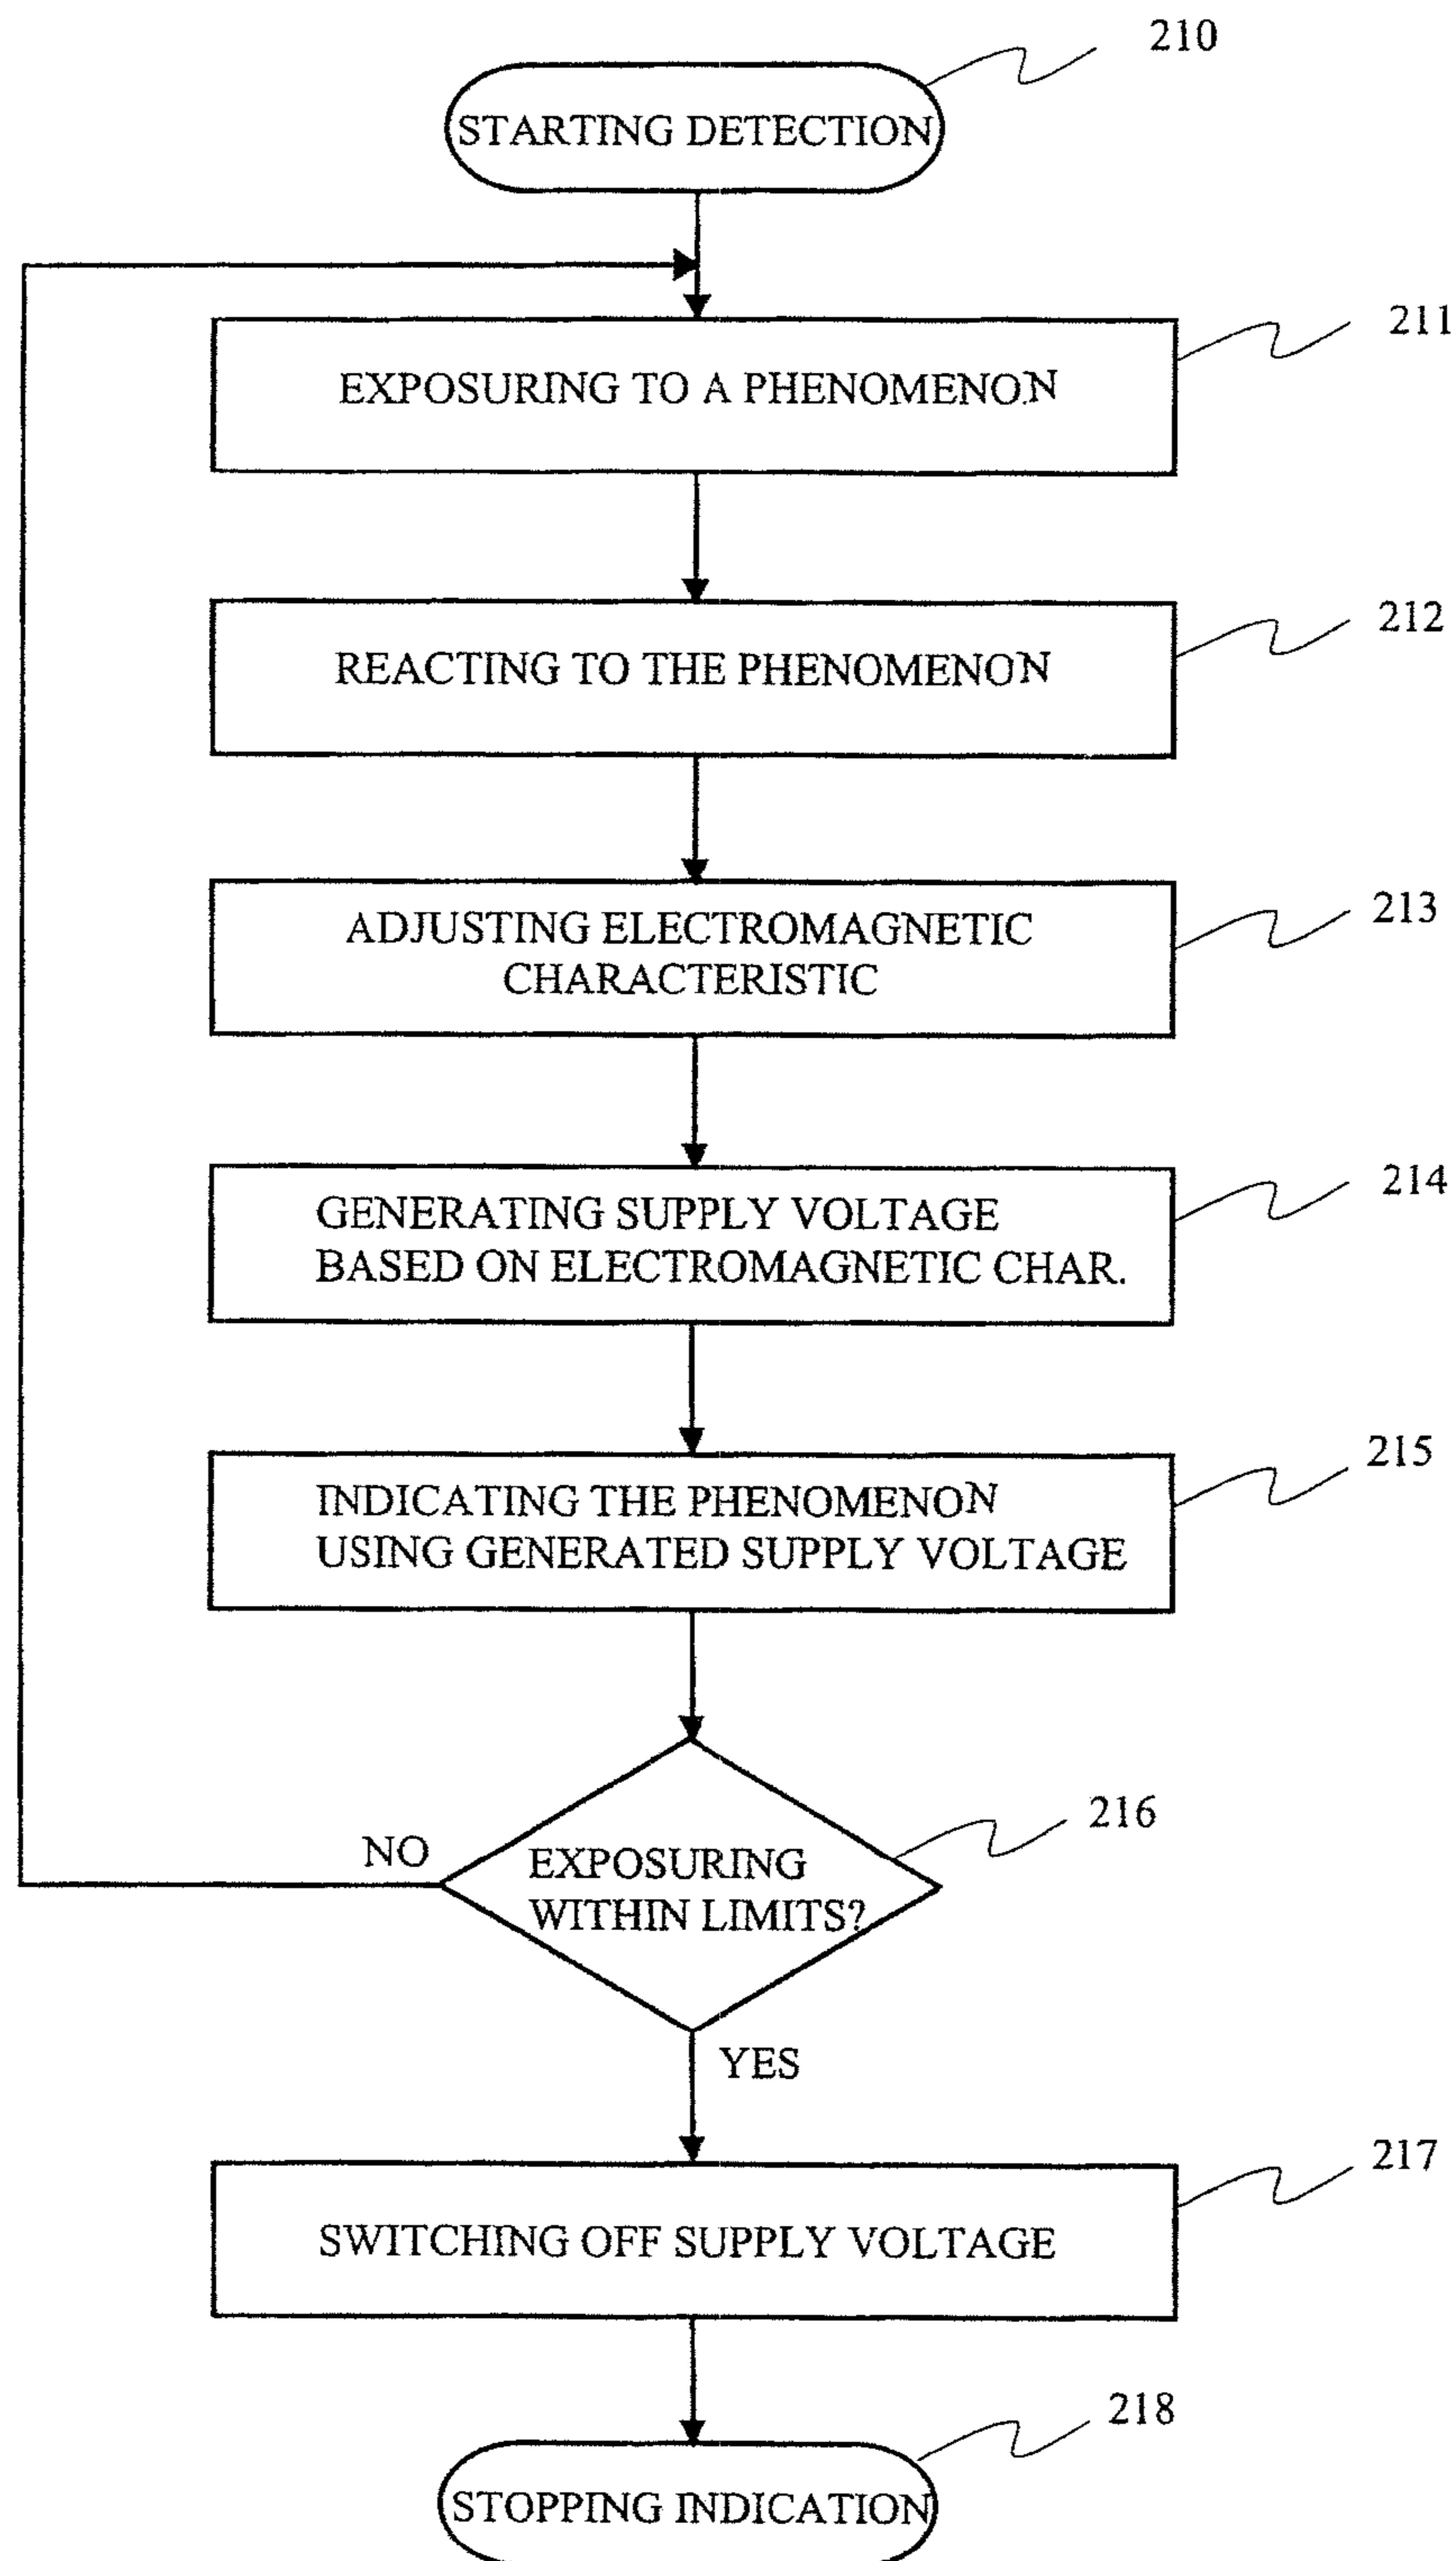 210
STARTING DETECTION
211
EXPOSURING TO A PHENOMENON
212
REACTING TO THE PHENOMENON
213
ADJUSTING ELECTROMAGNETIC
CHARACTERISTIC
214
GENERATING SUPPLY VOLTAGE
BASED ON ELECTROMAGNETIC CHAR.
215
INDICATING THE PHENOMENON
USING GENERATED SUPPLY VOLTAGE
216
NO
EXPOSURING
WITHIN LIMITS?
YES
217
SWITCHING OFF SUPPLY VOLTAGE
218
STOPPING INDICATION